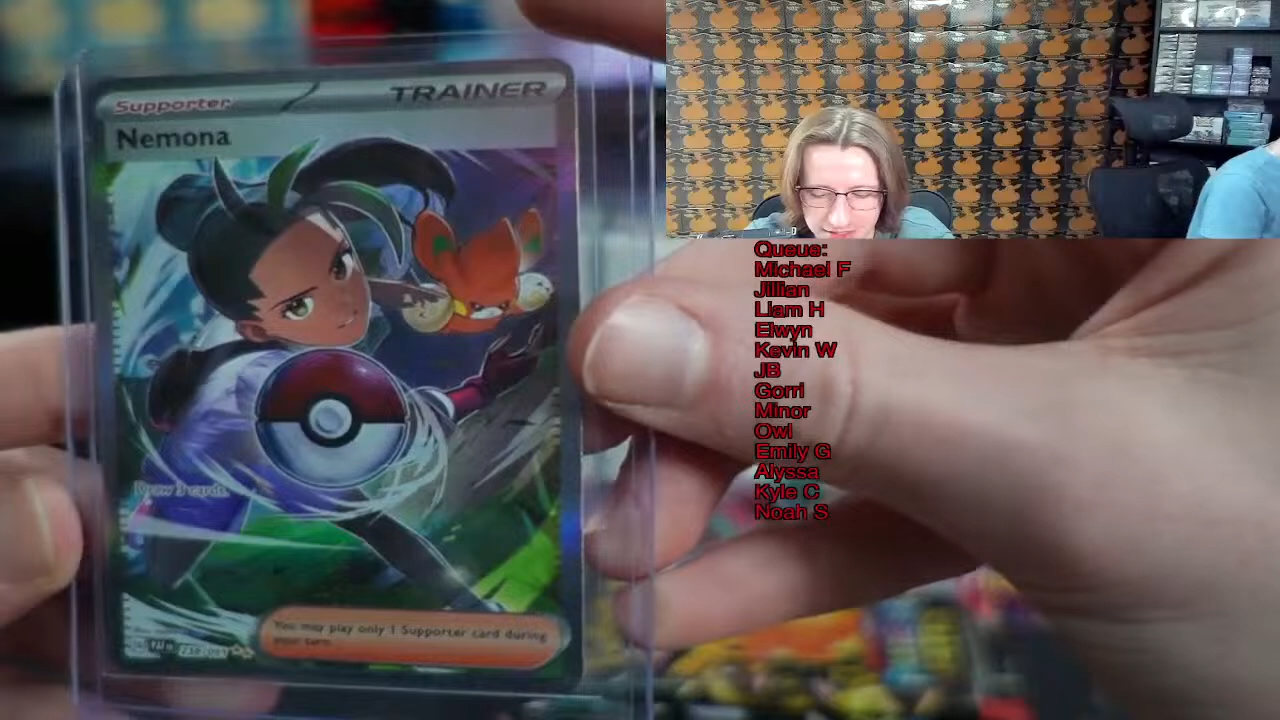 Supporter
TRAINER
Nemona
Draw 3 cards.
You may play only 1 Supporter card during
your turn.
PAF
Queue:
Michael F
Jillian
Liam H
Elwyn
Kevin W
JB
Gorri
Minor
Owl
Emily G
Alyssa
Kyle C
Noah S